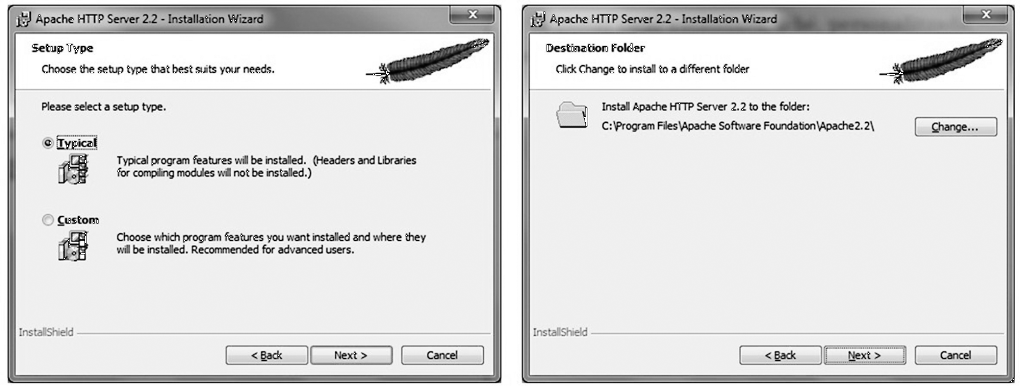 Apache HTTP Server 2.2 - Installation Wizard
Setup Type
Choose the setup type that best suits your needs.
Please select a setup type.
Typical
Typical program features will be installed. (Headers and Libraries
for compiling modules will not be installed.)
Custom
Choose which program features you want installed and where they
will be installed. Recommended for advanced users.
InstallShield
< Back
Next >
Cancel
Apache HTTP Server 2.2 - Installation Wizard
Destination Folder
Click Change to install to a different folder
Install Apache HTTP Server 2.2 to the folder:
C:\Program Files\Apache Software Foundation\Apache2.2\
Change...
InstallShield
< Back
Next >
Cancel